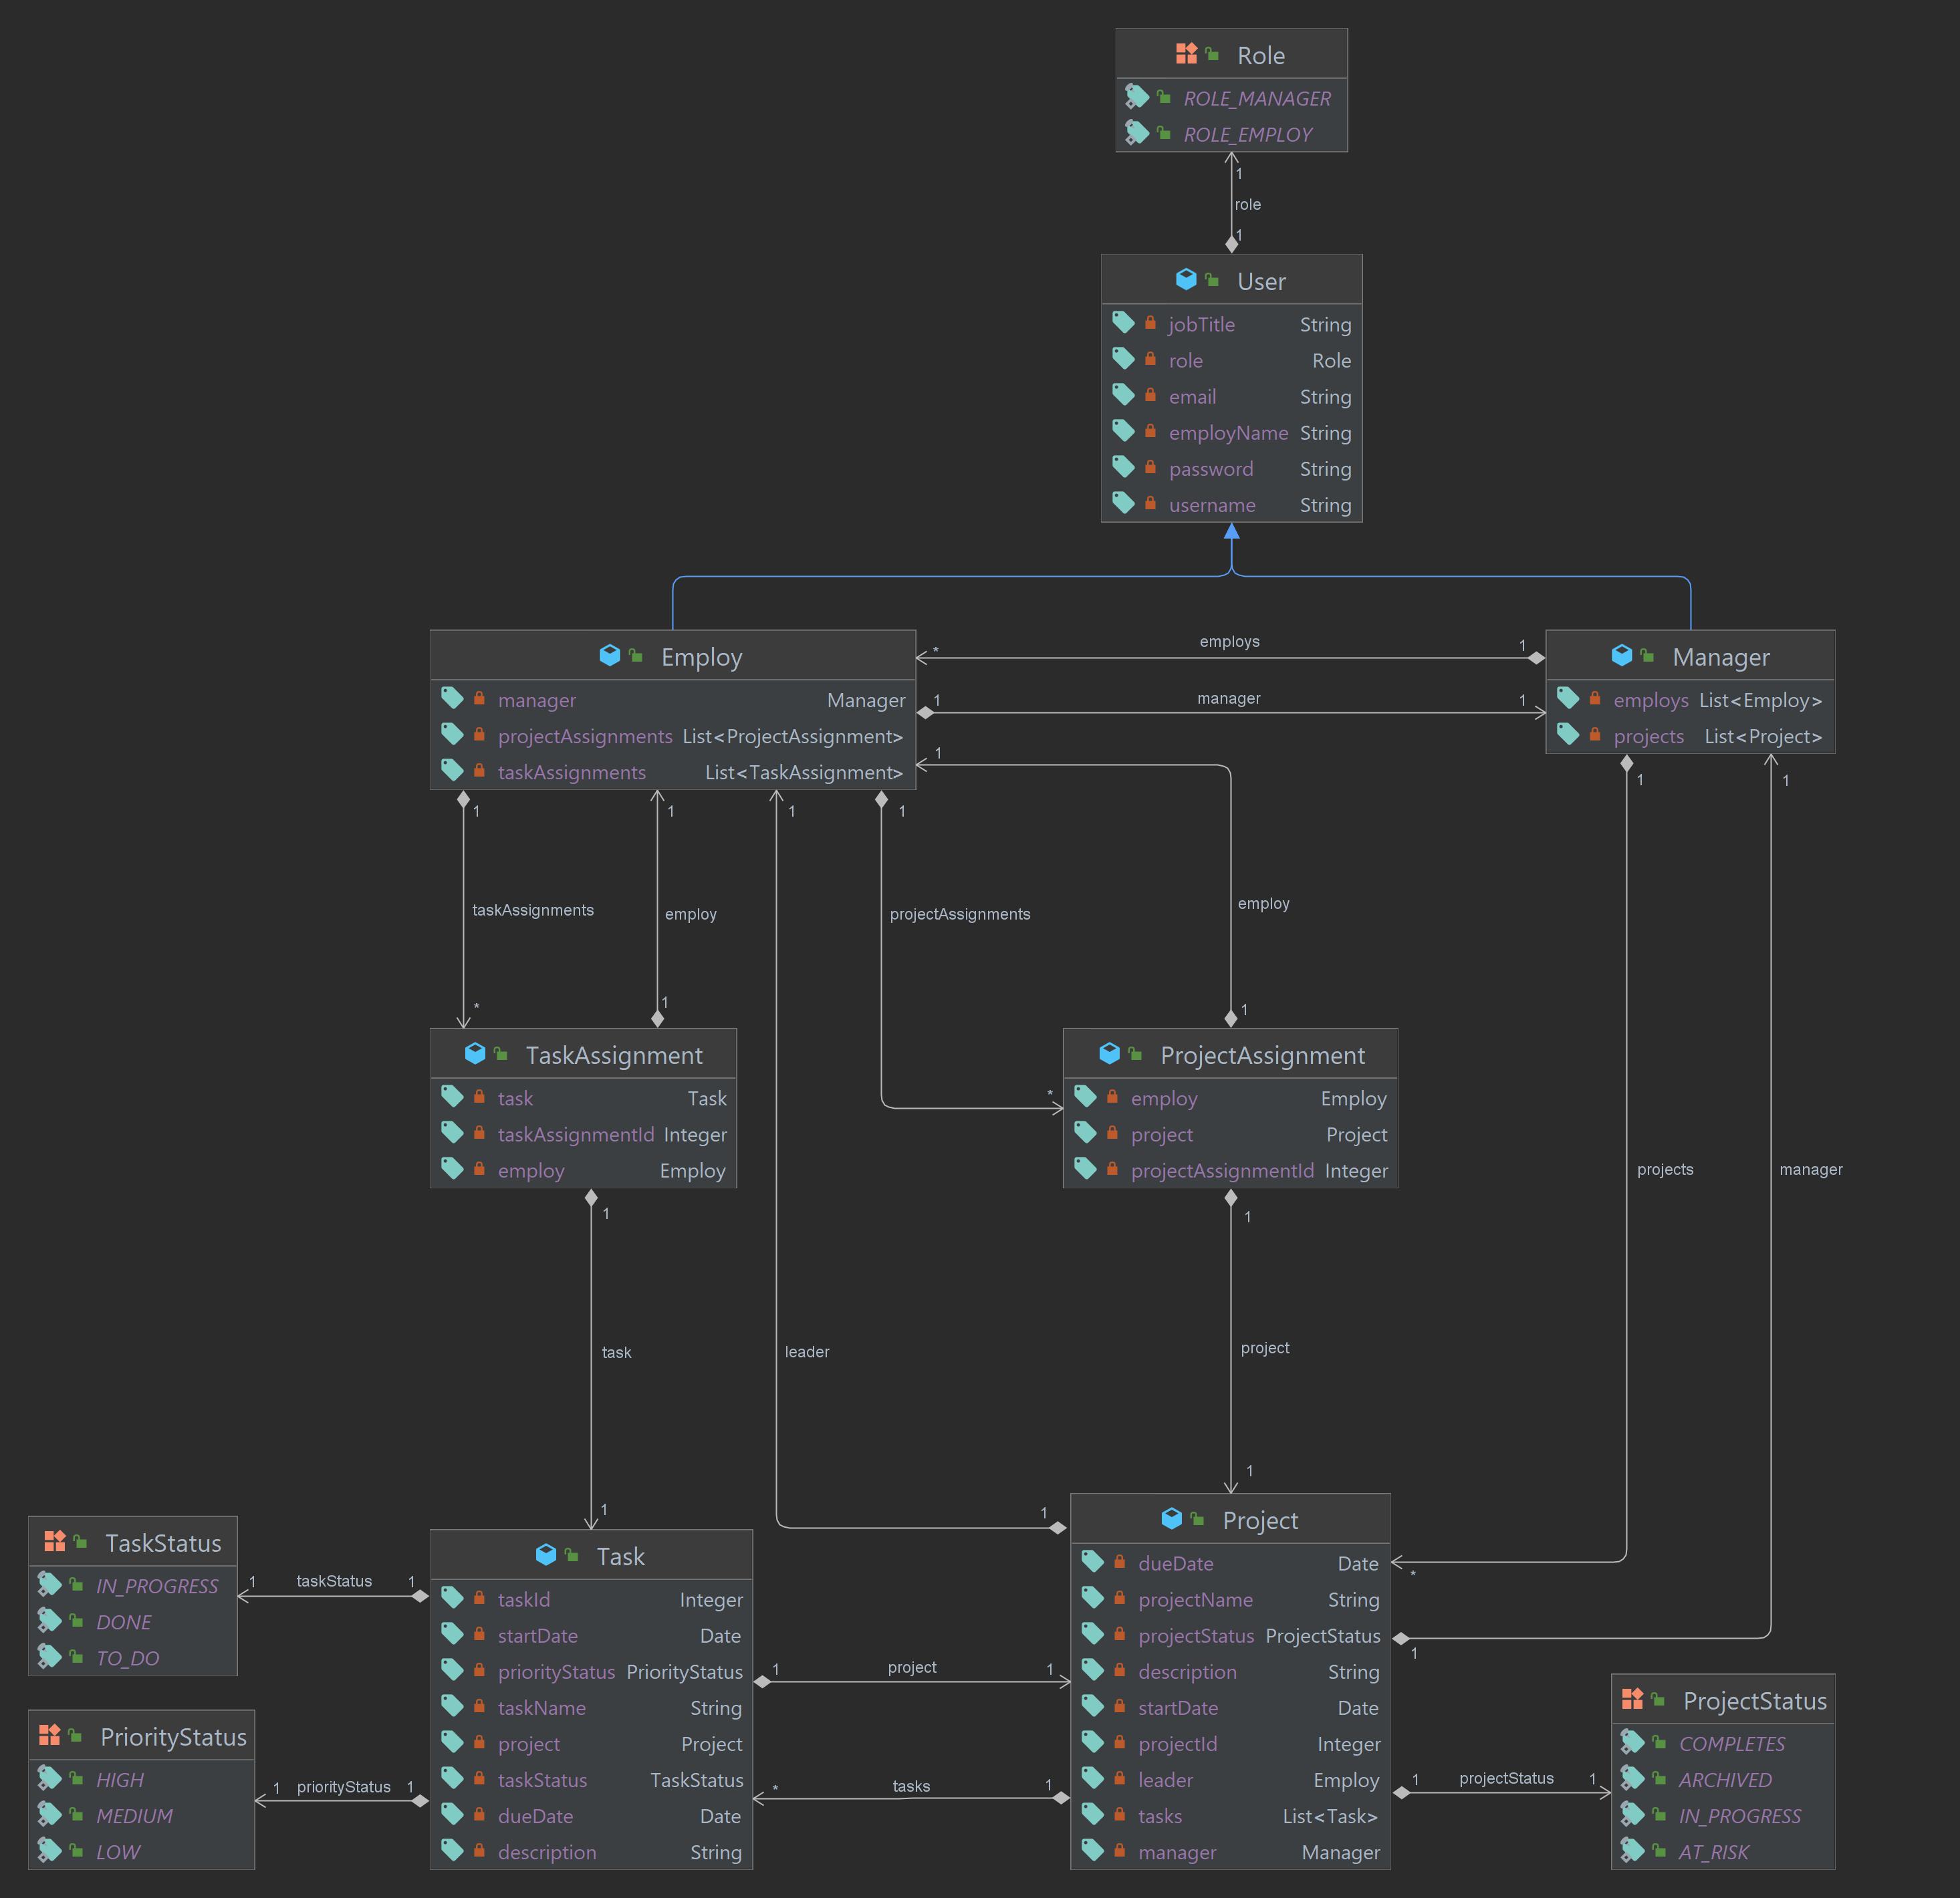 Role
ROLE_MANAGER
ROLE_EMPLOY
1
role
1
User
jobTitle String
role Role
email String
employName String
password String
username String
Employ
manager Manager
projectAssignments List<ProjectAssignment>
taskAssignments List<TaskAssignment>
* employs 1
1 manager 1
Manager
employs List<Employ>
projects List<Project>
1
1
1
1
1
1
1
taskAssignments
employ
projectAssignments
employ
*
1
1
*
TaskAssignment
task Task
taskAssignmentId Integer
employ Employ
ProjectAssignment
employ Employ
project Project
projectAssignmentId Integer
projects
manager
1
1
task
leader
project
1
1
1
TaskStatus
IN_PROGRESS
DONE
TO_DO
1 taskStatus 1
PriorityStatus
HIGH
MEDIUM
LOW
1 priorityStatus 1
Task
taskId Integer
startDate Date
priorityStatus PriorityStatus
taskName String
project Project
taskStatus TaskStatus
dueDate Date
description String
1 project 1
* tasks 1
Project
dueDate Date
projectName String
projectStatus ProjectStatus
description String
startDate Date
projectId Integer
leader Employ
tasks List<Task>
manager Manager
*
1
1 projectStatus 1
ProjectStatus
COMPLETES
ARCHIVED
IN_PROGRESS
AT_RISK